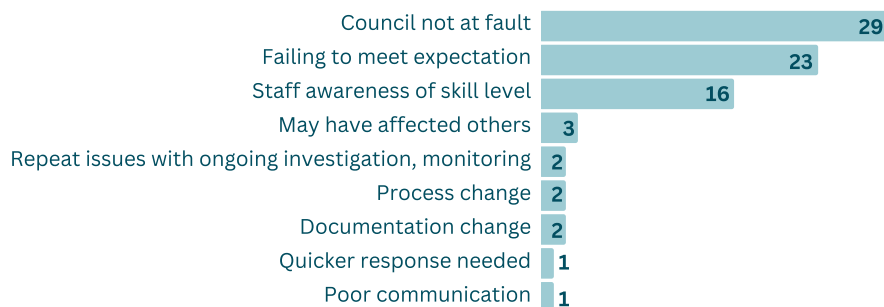 Council not at fault 29
Failing to meet expectation 23
Staff awareness of skill level 16
May have affected others 3
Repeat issues with ongoing investigation, monitoring 2
Process change 2
Documentation change 2
Quicker response needed 1
Poor communication 1